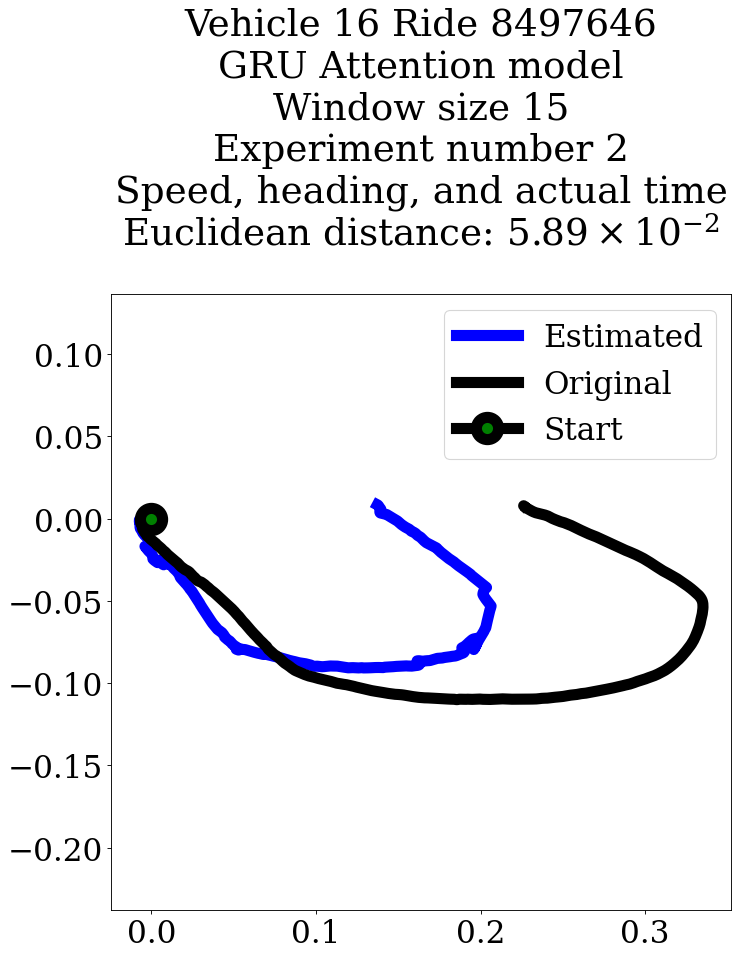 Vehicle 16 Ride 8497646
GRU Attention model
Window size 15
Experiment number 2
Speed, heading, and actual time
Euclidean distance: 5.89 × 10⁻²
Estimated
Original
Start
0.10
0.05
0.00
−0.05
−0.10
−0.15
−0.20
0.0 0.1 0.2 0.3